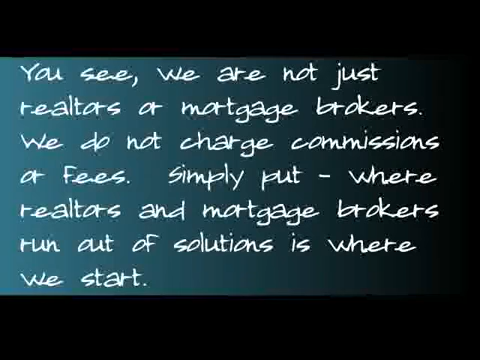 You see, we are not just
realtors or mortgage brokers.
We do not charge commissions
or fees. Simply put - where
realtors and mortgage brokers
run out of solutions is where
we start.